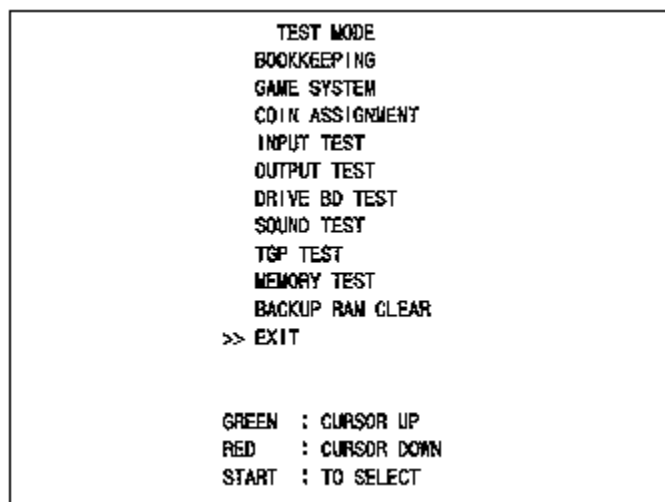 TEST MODE
BOOKKEEPING
GAME SYSTEM
COIN ASSIGNMENT
INPUT TEST
OUTPUT TEST
DRIVE BD TEST
SOUND TEST
TGP TEST
MEMORY TEST
BACKUP RAM CLEAR
>> EXIT
GREEN : CURSOR UP
RED : CURSOR DOWN
START : TO SELECT